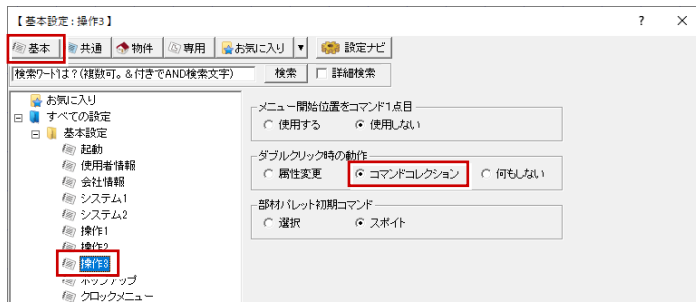 【基本設定：操作3】
? ×
基本 共通 物件 専用 お気に入り ▼ 設定ナビ
検索ワードは？(複数可。&付きでAND検索文字) 検索 詳細検索
お気に入り
すべての設定
基本設定
起動
使用者情報
会社情報
システム1
システム2
操作1
操作2
操作3
ポップアップ
クロックメニュー
メニュー開始位置をコマンド1点目
使用する 使用しない
ダブルクリック時の動作
属性変更 コマンドコレクション 何もしない
部材パレット初期コマンド
選択 スポイト